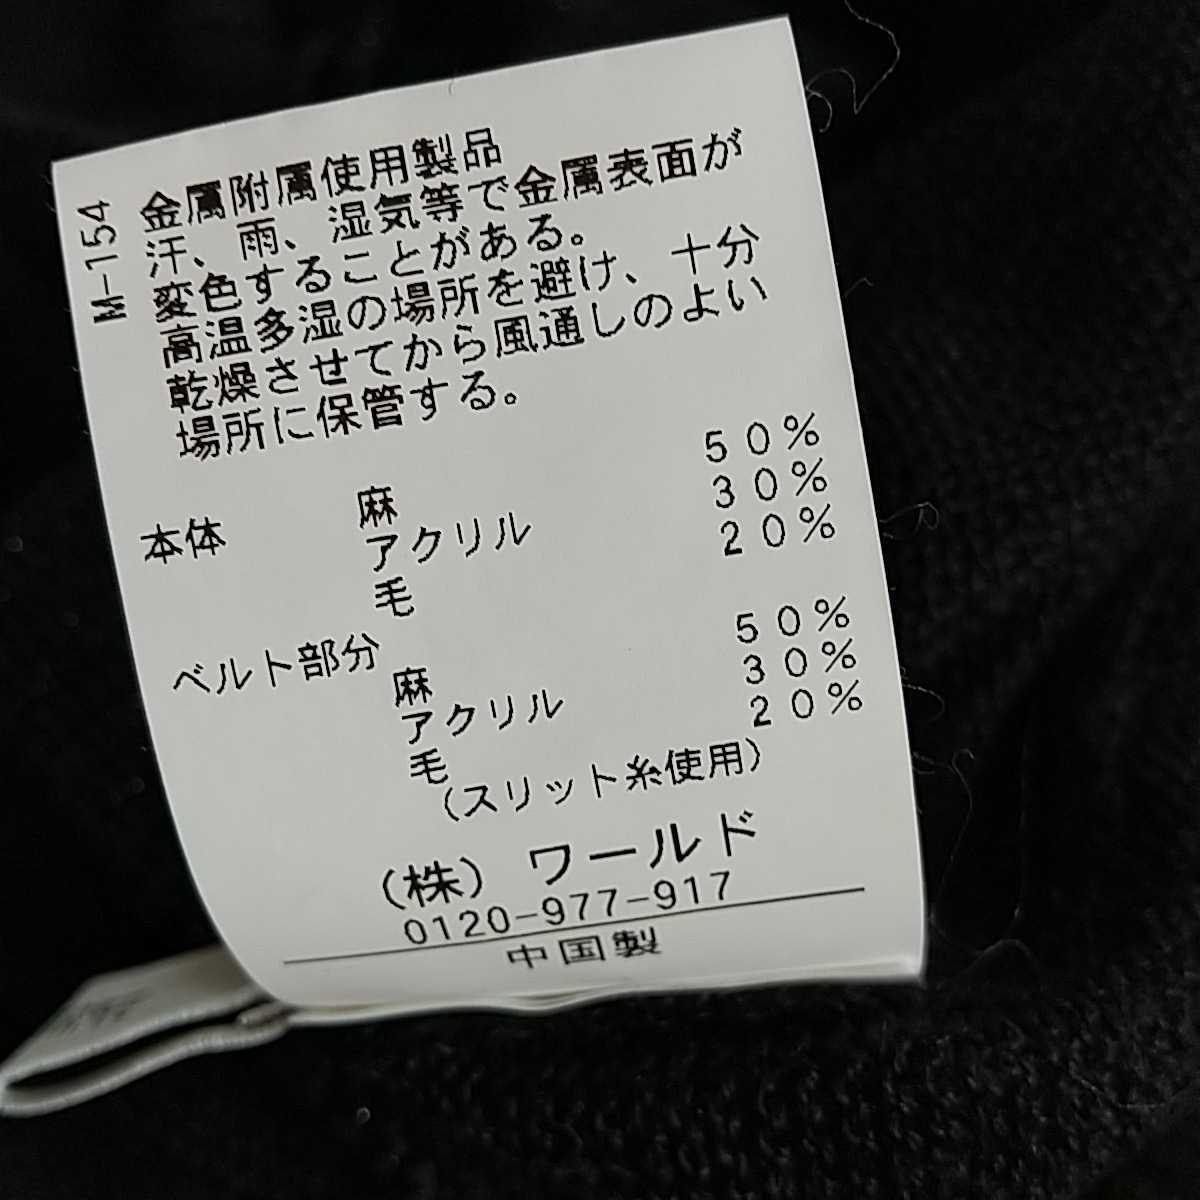 M-154
金属附属使用製品
汗、雨、湿気等で金属表面が
変色することがある。
高温多湿の場所を避け、十分
乾燥させてから風通しのよい
場所に保管する。
本体
麻 50%
アクリル 30%
毛 20%
ベルト部分
麻 50%
アクリル 30%
毛 20%
(スリット糸使用)
(株) ワールド
0120-977-917
中国製